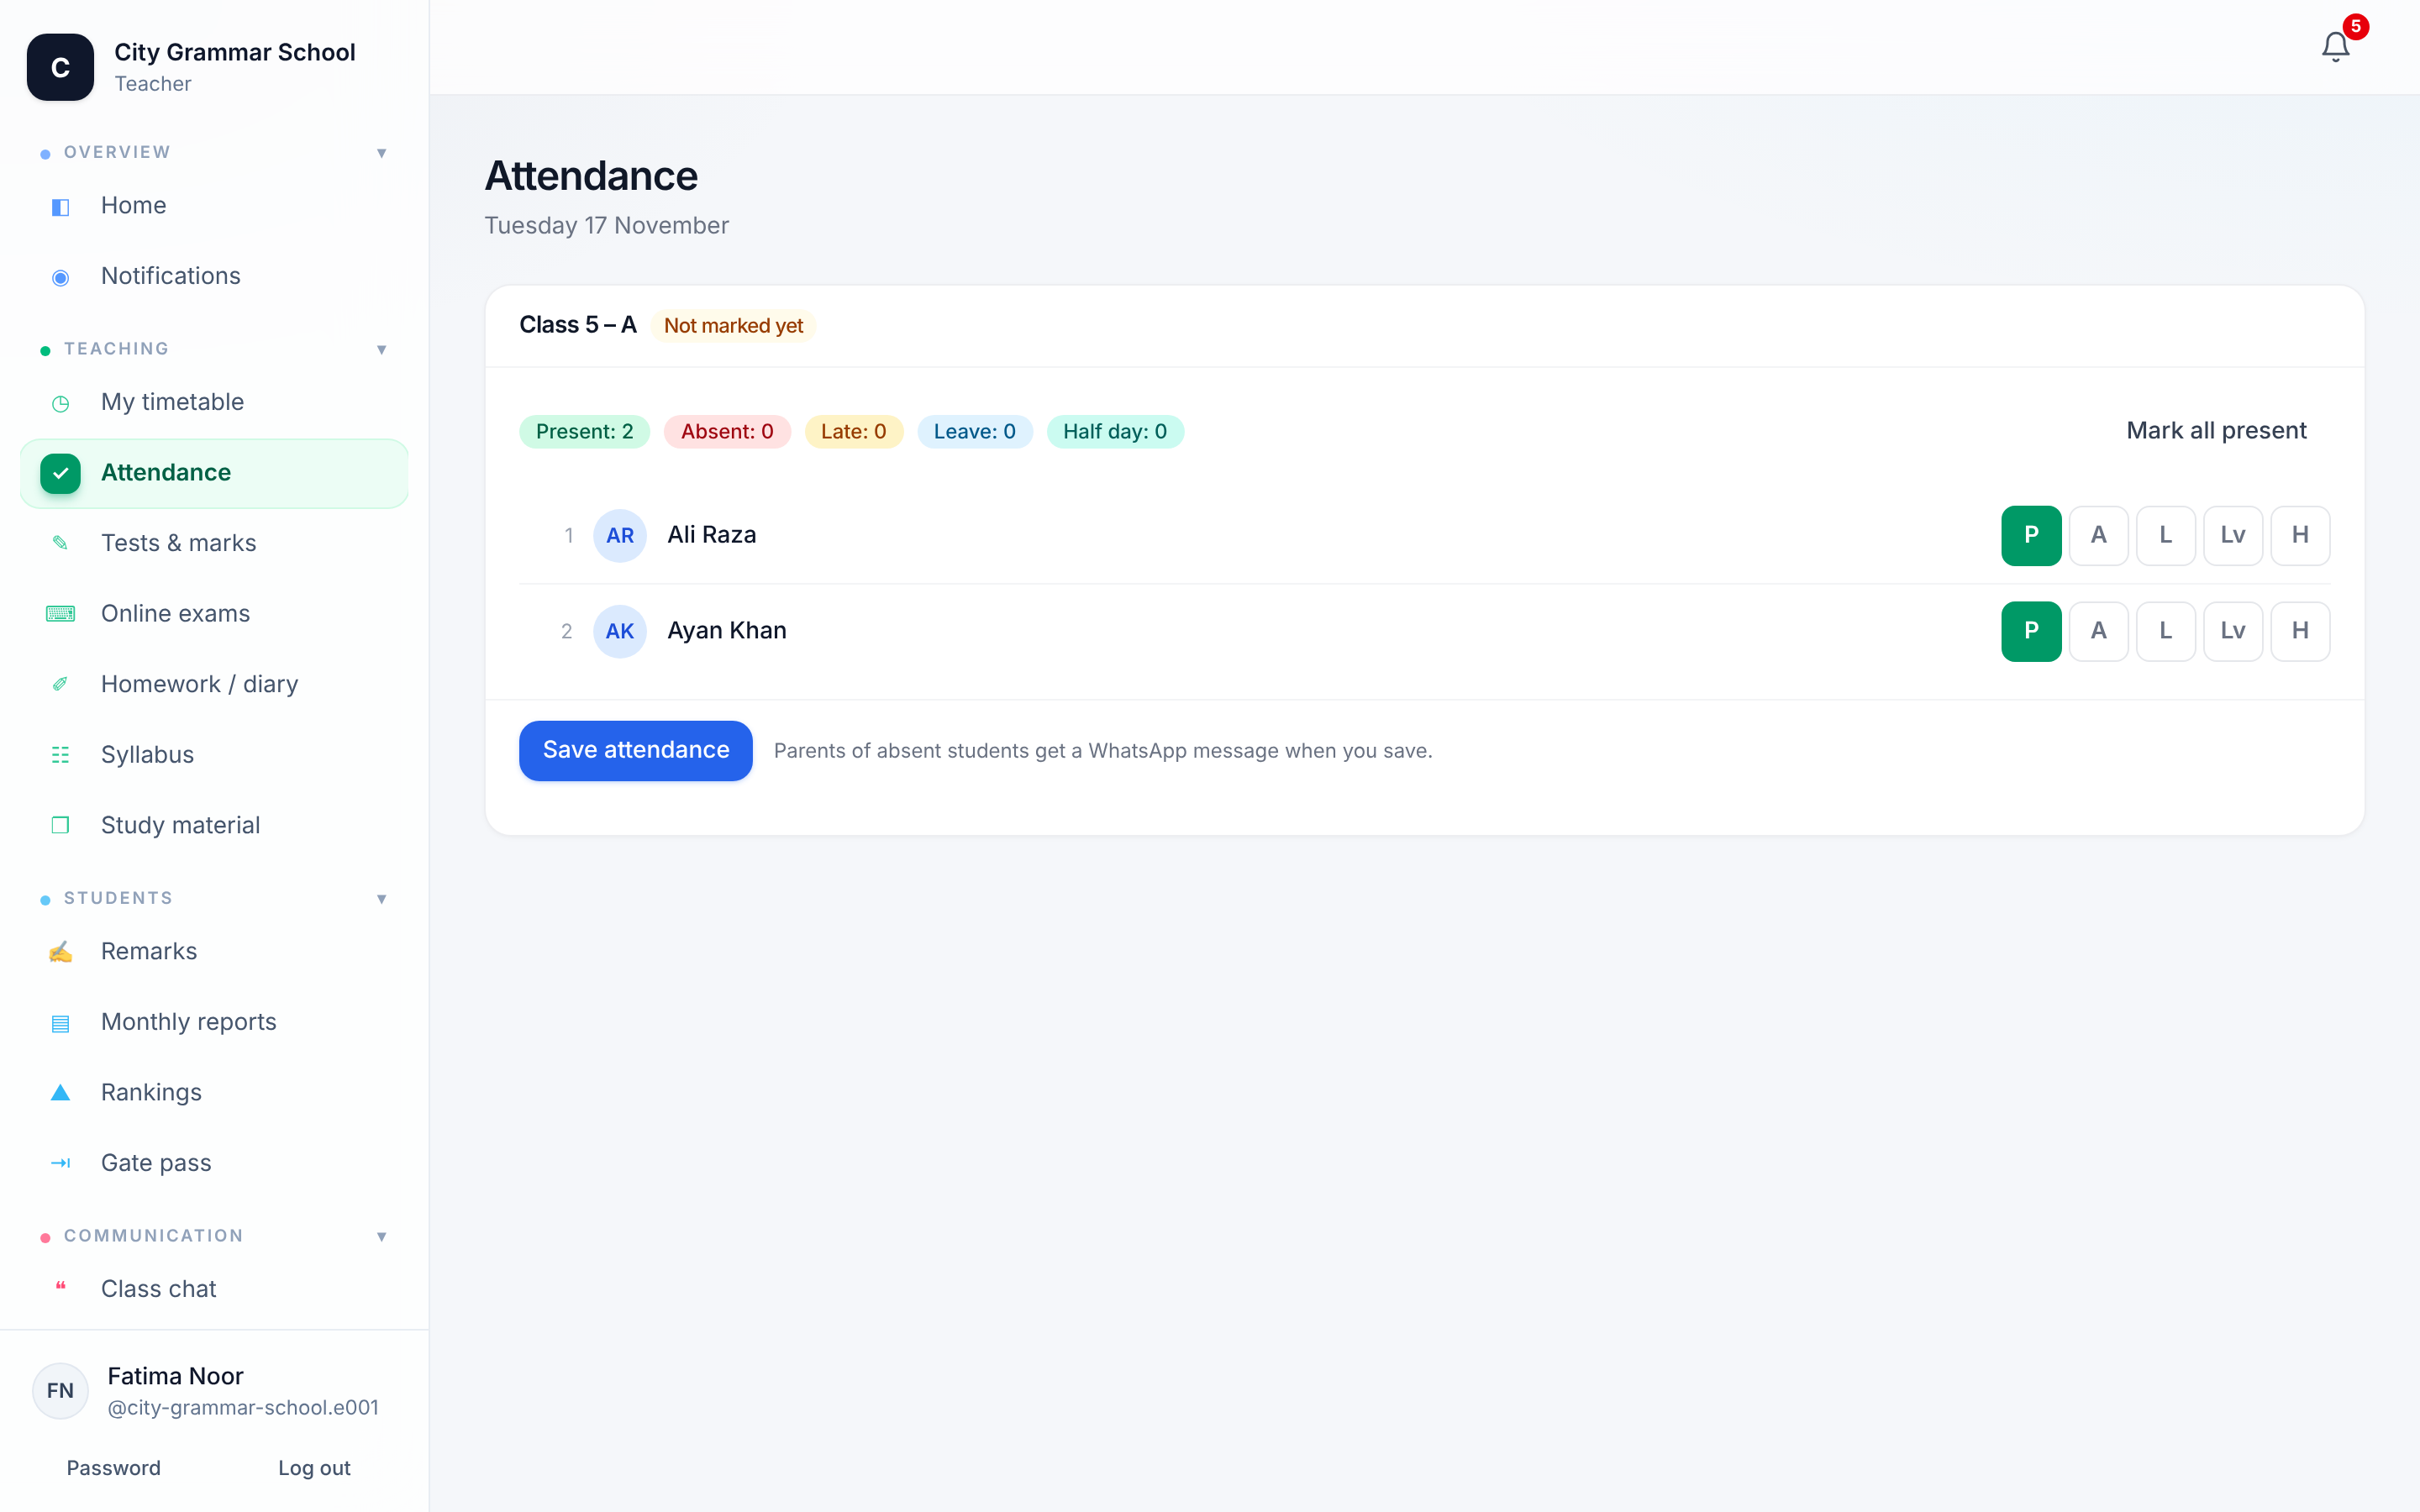 C
City Grammar School
Teacher
5
OVERVIEW
Home
Notifications
TEACHING
My timetable
Attendance
Tests & marks
Online exams
Homework / diary
Syllabus
Study material
STUDENTS
Remarks
Monthly reports
Rankings
Gate pass
COMMUNICATION
Class chat
FN
Fatima Noor
@city-grammar-school.e001
Password Log out
Attendance
Tuesday 17 November
Class 5 – A Not marked yet
Present: 2 Absent: 0 Late: 0 Leave: 0 Half day: 0 Mark all present
1 AR Ali Raza P A L Lv H
2 AK Ayan Khan P A L Lv H
Save attendance Parents of absent students get a WhatsApp message when you save.